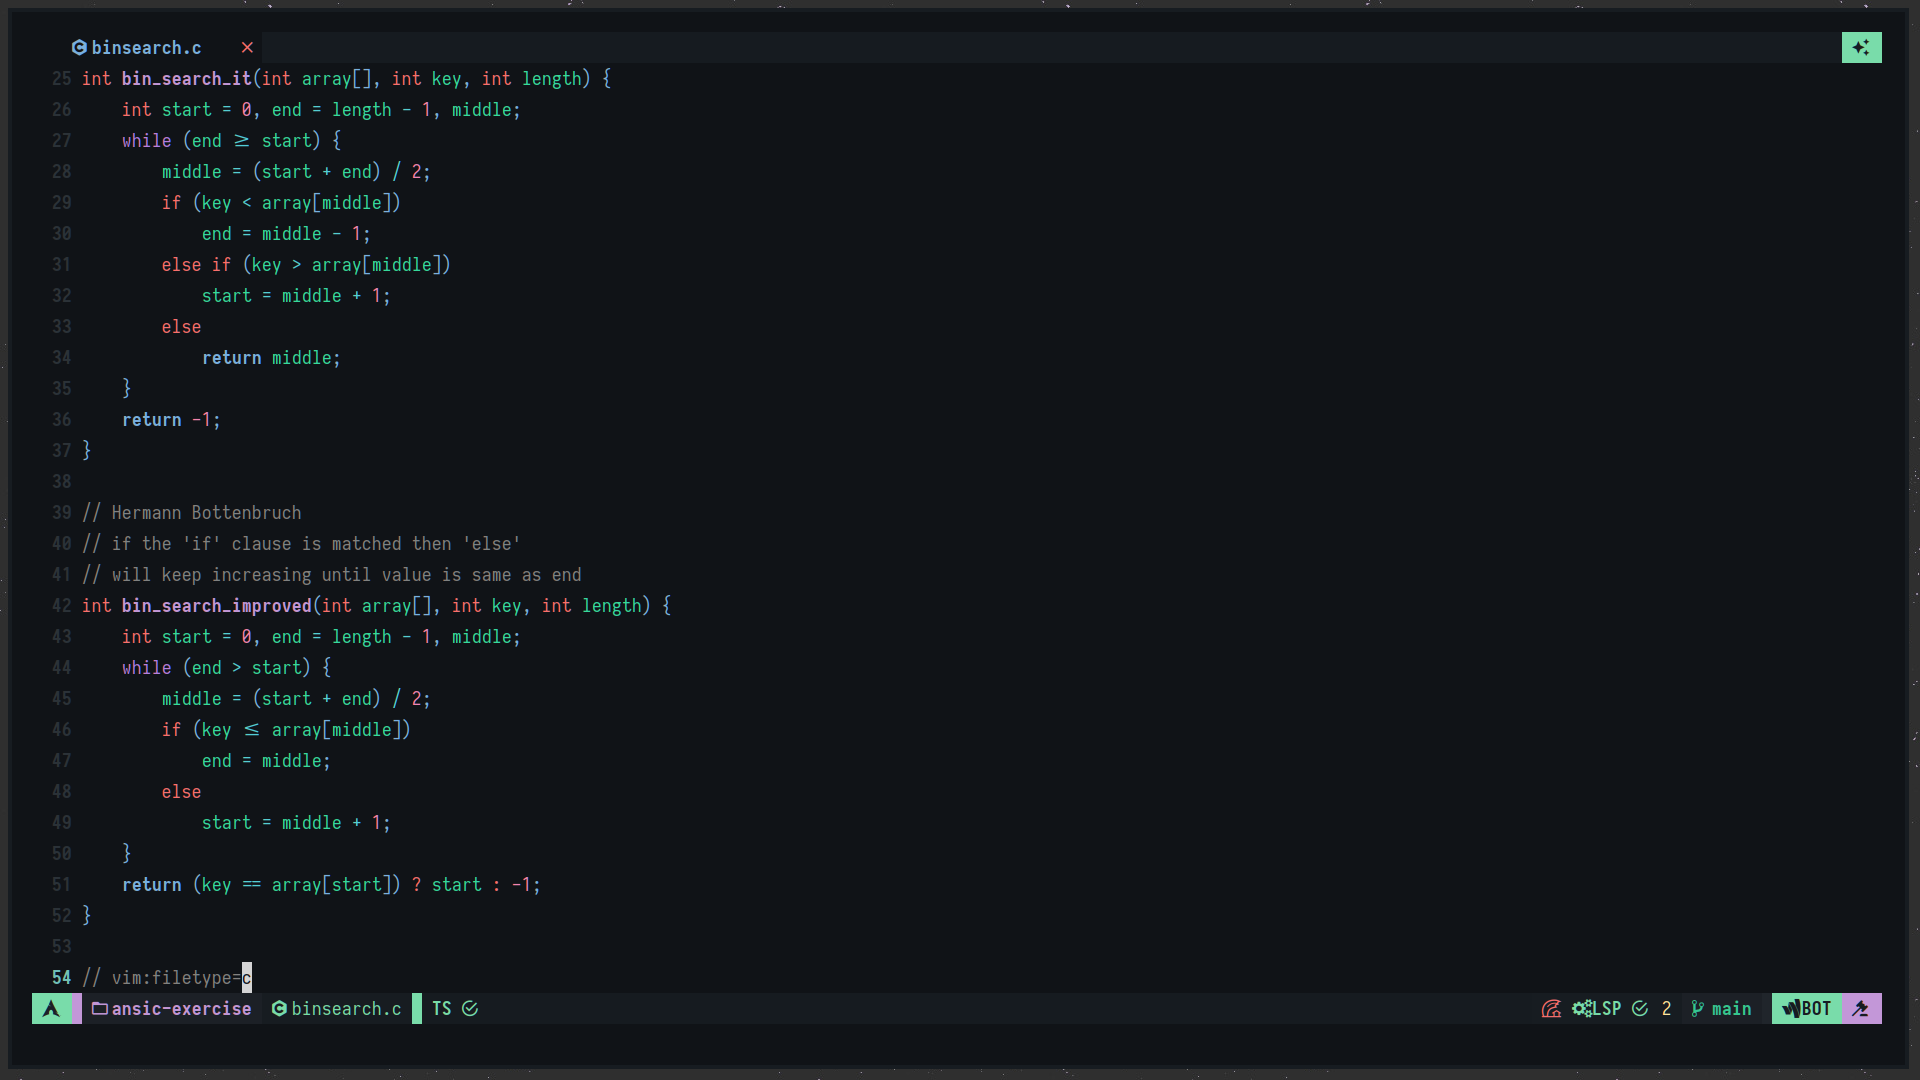 binsearch.c ×
25 int bin_search_it(int array[], int key, int length) {
26     int start = 0, end = length - 1, middle;
27     while (end ≥ start) {
28         middle = (start + end) / 2;
29         if (key < array[middle])
30             end = middle - 1;
31         else if (key > array[middle])
32             start = middle + 1;
33         else
34             return middle;
35     }
36     return -1;
37 }
38
39 // Hermann Bottenbruch
40 // if the 'if' clause is matched then 'else'
41 // will keep increasing until value is same as end
42 int bin_search_improved(int array[], int key, int length) {
43     int start = 0, end = length - 1, middle;
44     while (end > start) {
45         middle = (start + end) / 2;
46         if (key ≤ array[middle])
47             end = middle;
48         else
49             start = middle + 1;
50     }
51     return (key == array[start]) ? start : -1;
52 }
53
54 // vim:filetype=c
ansic-exercise binsearch.c TS LSP 2 main BOT